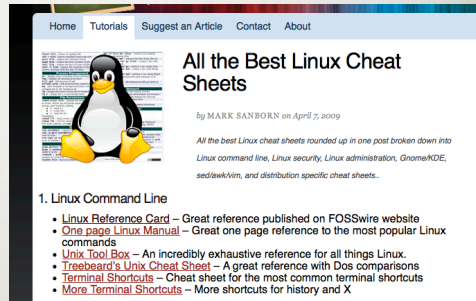 Home Tutorials Suggest an Article Contact About
All the Best Linux Cheat
Sheets
by MARK SANBORN on April 7, 2009
All the best Linux cheat sheets rounded up in one post broken down into
Linux command line, Linux security, Linux administration, Gnome/KDE,
sed/awk/vim, and distribution specific cheat sheets..
1. Linux Command Line
• Linux Reference Card – Great reference published on FOSSwire website
• One page Linux Manual – Great one page reference to the most popular Linux
commands
• Unix Tool Box – An incredibly exhaustive reference for all things Linux.
• Treebeard's Unix Cheat Sheet – A great reference with Dos comparisons
• Terminal Shortcuts – Cheat sheet for the most common terminal shortcuts
• More Terminal Shortcuts – More shortcuts for history and X